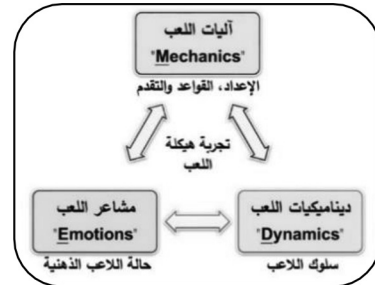 آليات اللعب
"Mechanics"
الإعداد، القواعد والتقدم
تجربة هيكلة
اللعب
مشاعر اللعب
"Emotions"
حالة اللاعب الذهنية
ديناميكيات اللعب
"Dynamics"
سلوك اللاعب